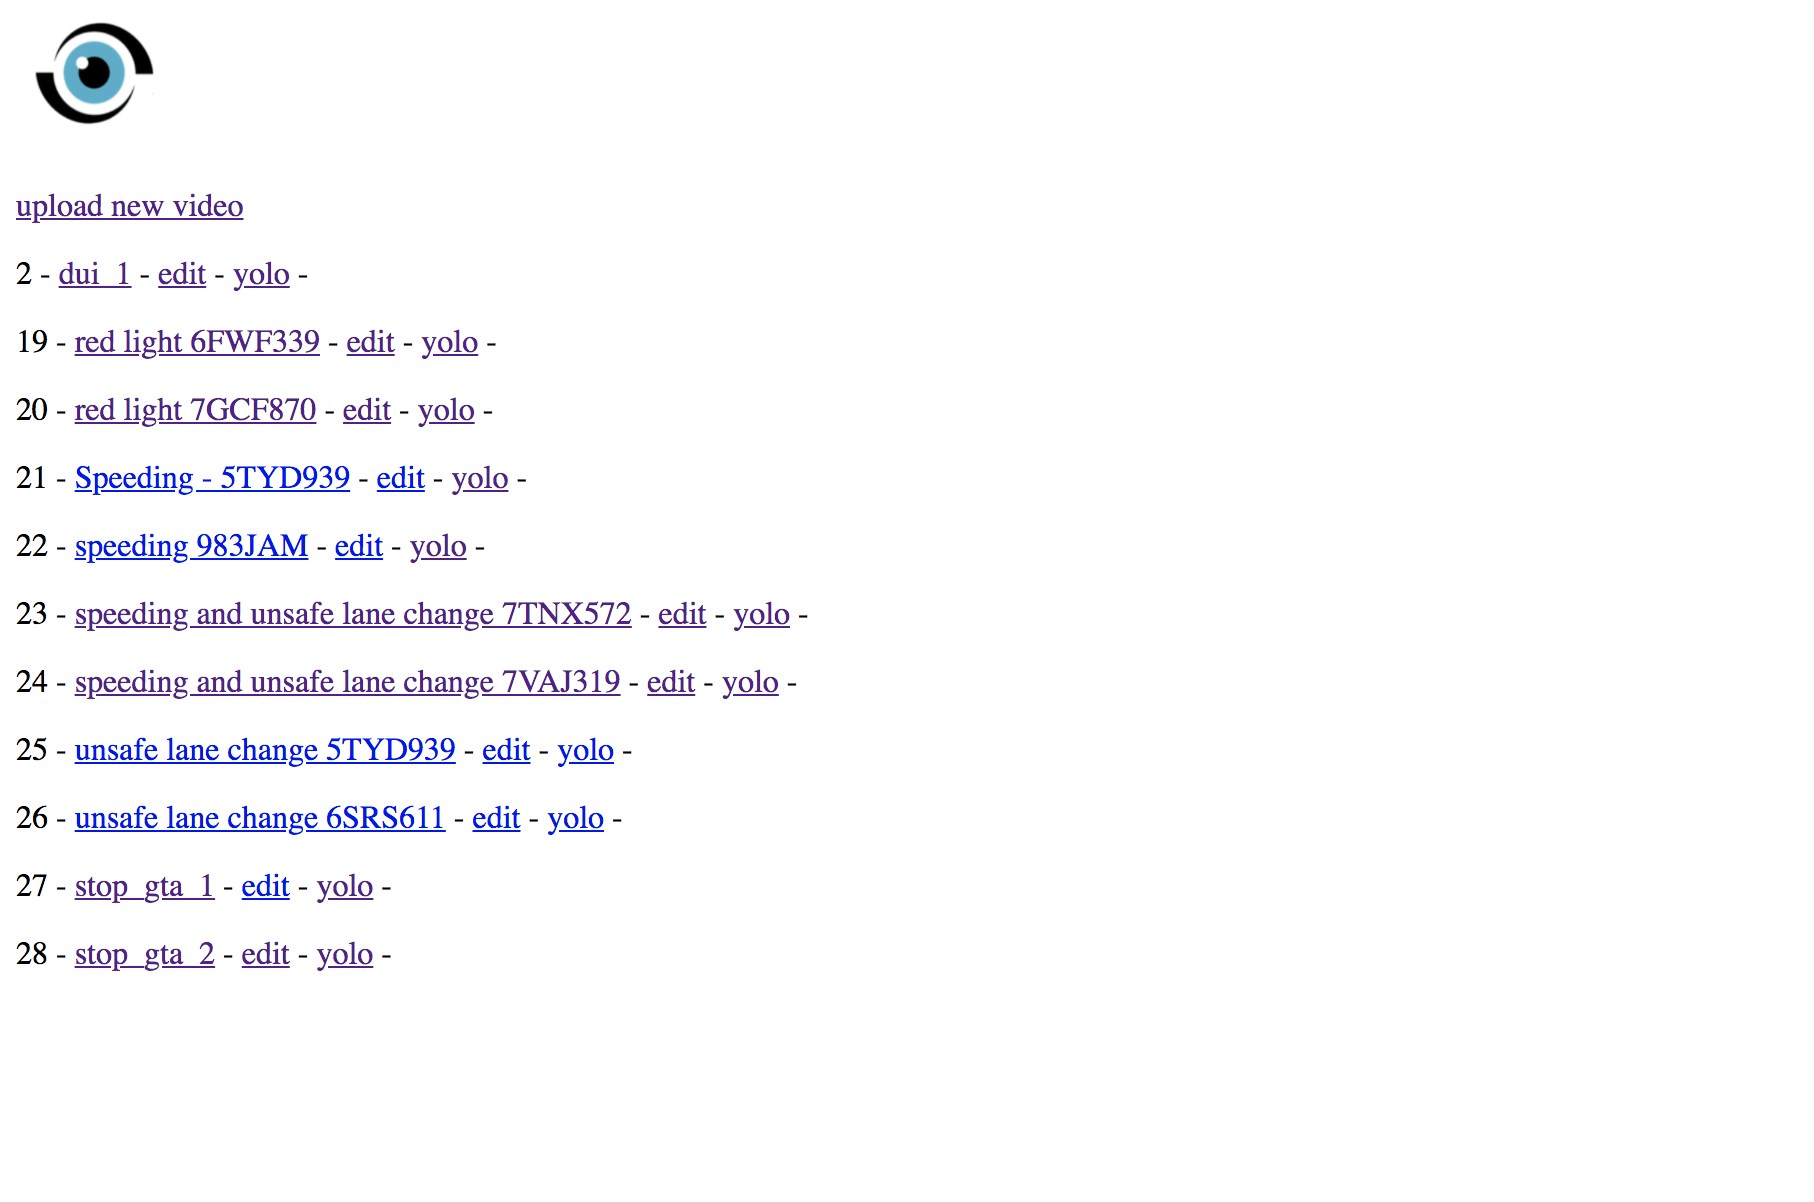 upload new video
2 - dui_1 - edit - yolo -
19 - red light 6FWF339 - edit - yolo -
20 - red light 7GCF870 - edit - yolo -
21 - Speeding - 5TYD939 - edit - yolo -
22 - speeding 983JAM - edit - yolo -
23 - speeding and unsafe lane change 7TNX572 - edit - yolo -
24 - speeding and unsafe lane change 7VAJ319 - edit - yolo -
25 - unsafe lane change 5TYD939 - edit - yolo -
26 - unsafe lane change 6SRS611 - edit - yolo -
27 - stop_gta_1 - edit - yolo -
28 - stop_gta_2 - edit - yolo -